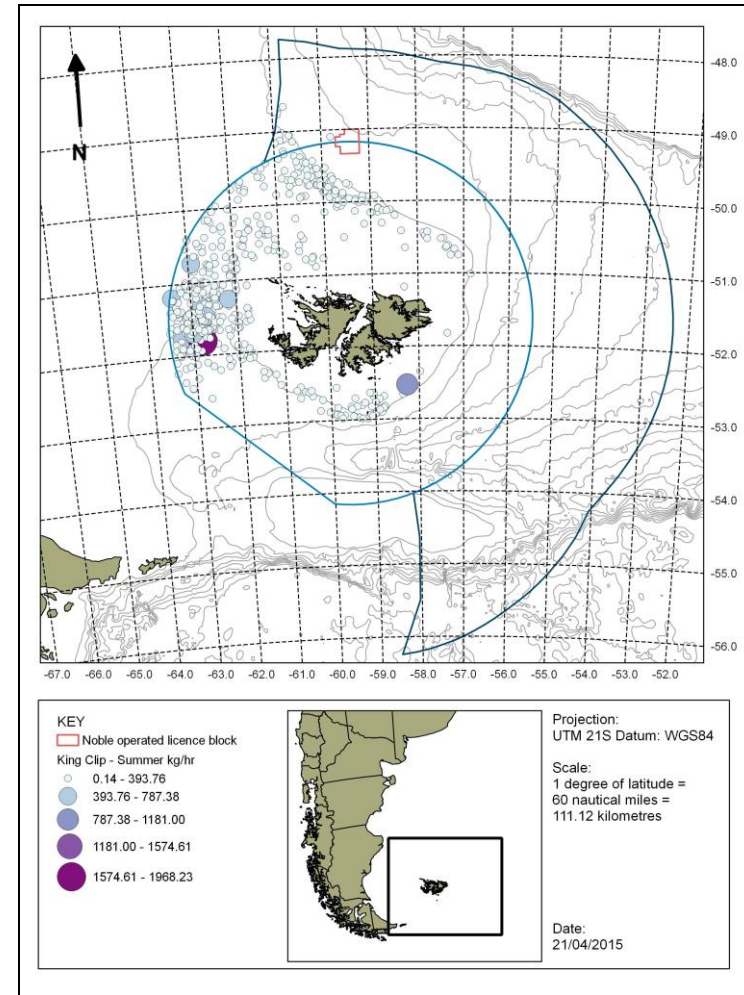 N
-48.0
-49.0
-50.0
-51.0
-52.0
-53.0
-54.0
-55.0
-56.0
-67.0 -66.0 -65.0 -64.0 -63.0 -62.0 -61.0 -60.0 -59.0 -58.0 -57.0 -56.0 -55.0 -54.0 -53.0 -52.0
KEY
Noble operated licence block
King Clip - Summer kg/hr
0.14 - 393.76
393.76 - 787.38
787.38 - 1181.00
1181.00 - 1574.61
1574.61 - 1968.23
Projection:
UTM 21S Datum: WGS84
Scale:
1 degree of latitude =
60 nautical miles =
111.12 kilometres
Date:
21/04/2015